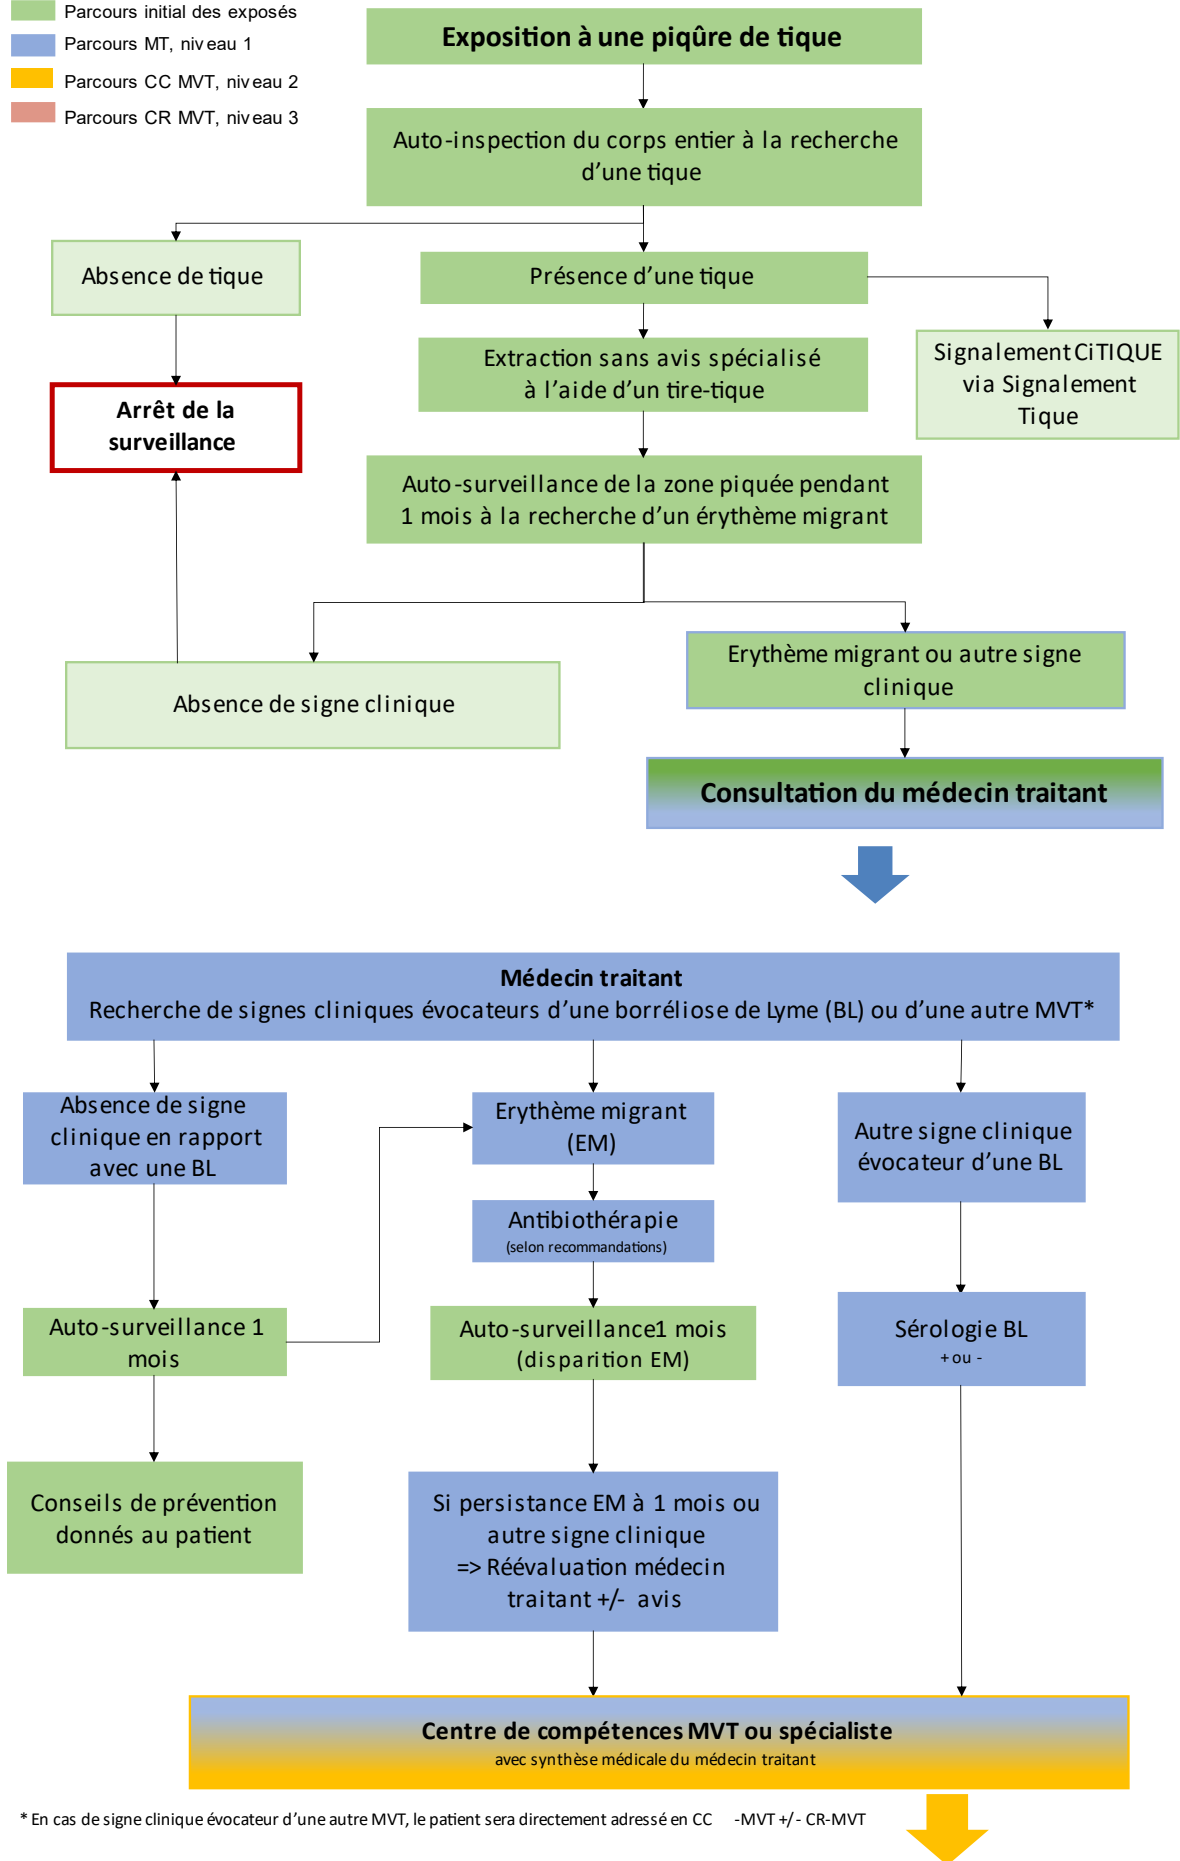 Parcours initial des exposés
Parcours MT, niveau 1
Parcours CC MVT, niveau 2
Parcours CR MVT, niveau 3
Exposition à une piqûre de tique
Auto-inspection du corps entier à la recherche
d’une tique
Absence de tique
Présence d’une tique
Extraction sans avis spécialisé
à l’aide d’un tire-tique
Signalement CiTIQUE
via Signalement
Tique
Arrêt de la
surveillance
Auto-surveillance de la zone piquée pendant
1 mois à la recherche d’un érythème migrant
Absence de signe clinique
Erythème migrant ou autre signe
clinique
Consultation du médecin traitant
Médecin traitant
Recherche de signes cliniques évocateurs d’une borréliose de Lyme (BL) ou d’une autre MVT*
Absence de signe
clinique en rapport
avec une BL
Erythème migrant
(EM)
Autre signe clinique
évocateur d’une BL
Antibiothérapie
(selon recommandations)
Auto-surveillance 1
mois
Auto-surveillance1 mois
(disparition EM)
Sérologie BL
+ ou -
Conseils de prévention
donnés au patient
Si persistance EM à 1 mois ou
autre signe clinique
=> Réévaluation médecin
traitant +/- avis
Centre de compétences MVT ou spécialiste
avec synthèse médicale du médecin traitant
* En cas de signe clinique évocateur d’une autre MVT, le patient sera directement adressé en CC -MVT +/- CR-MVT